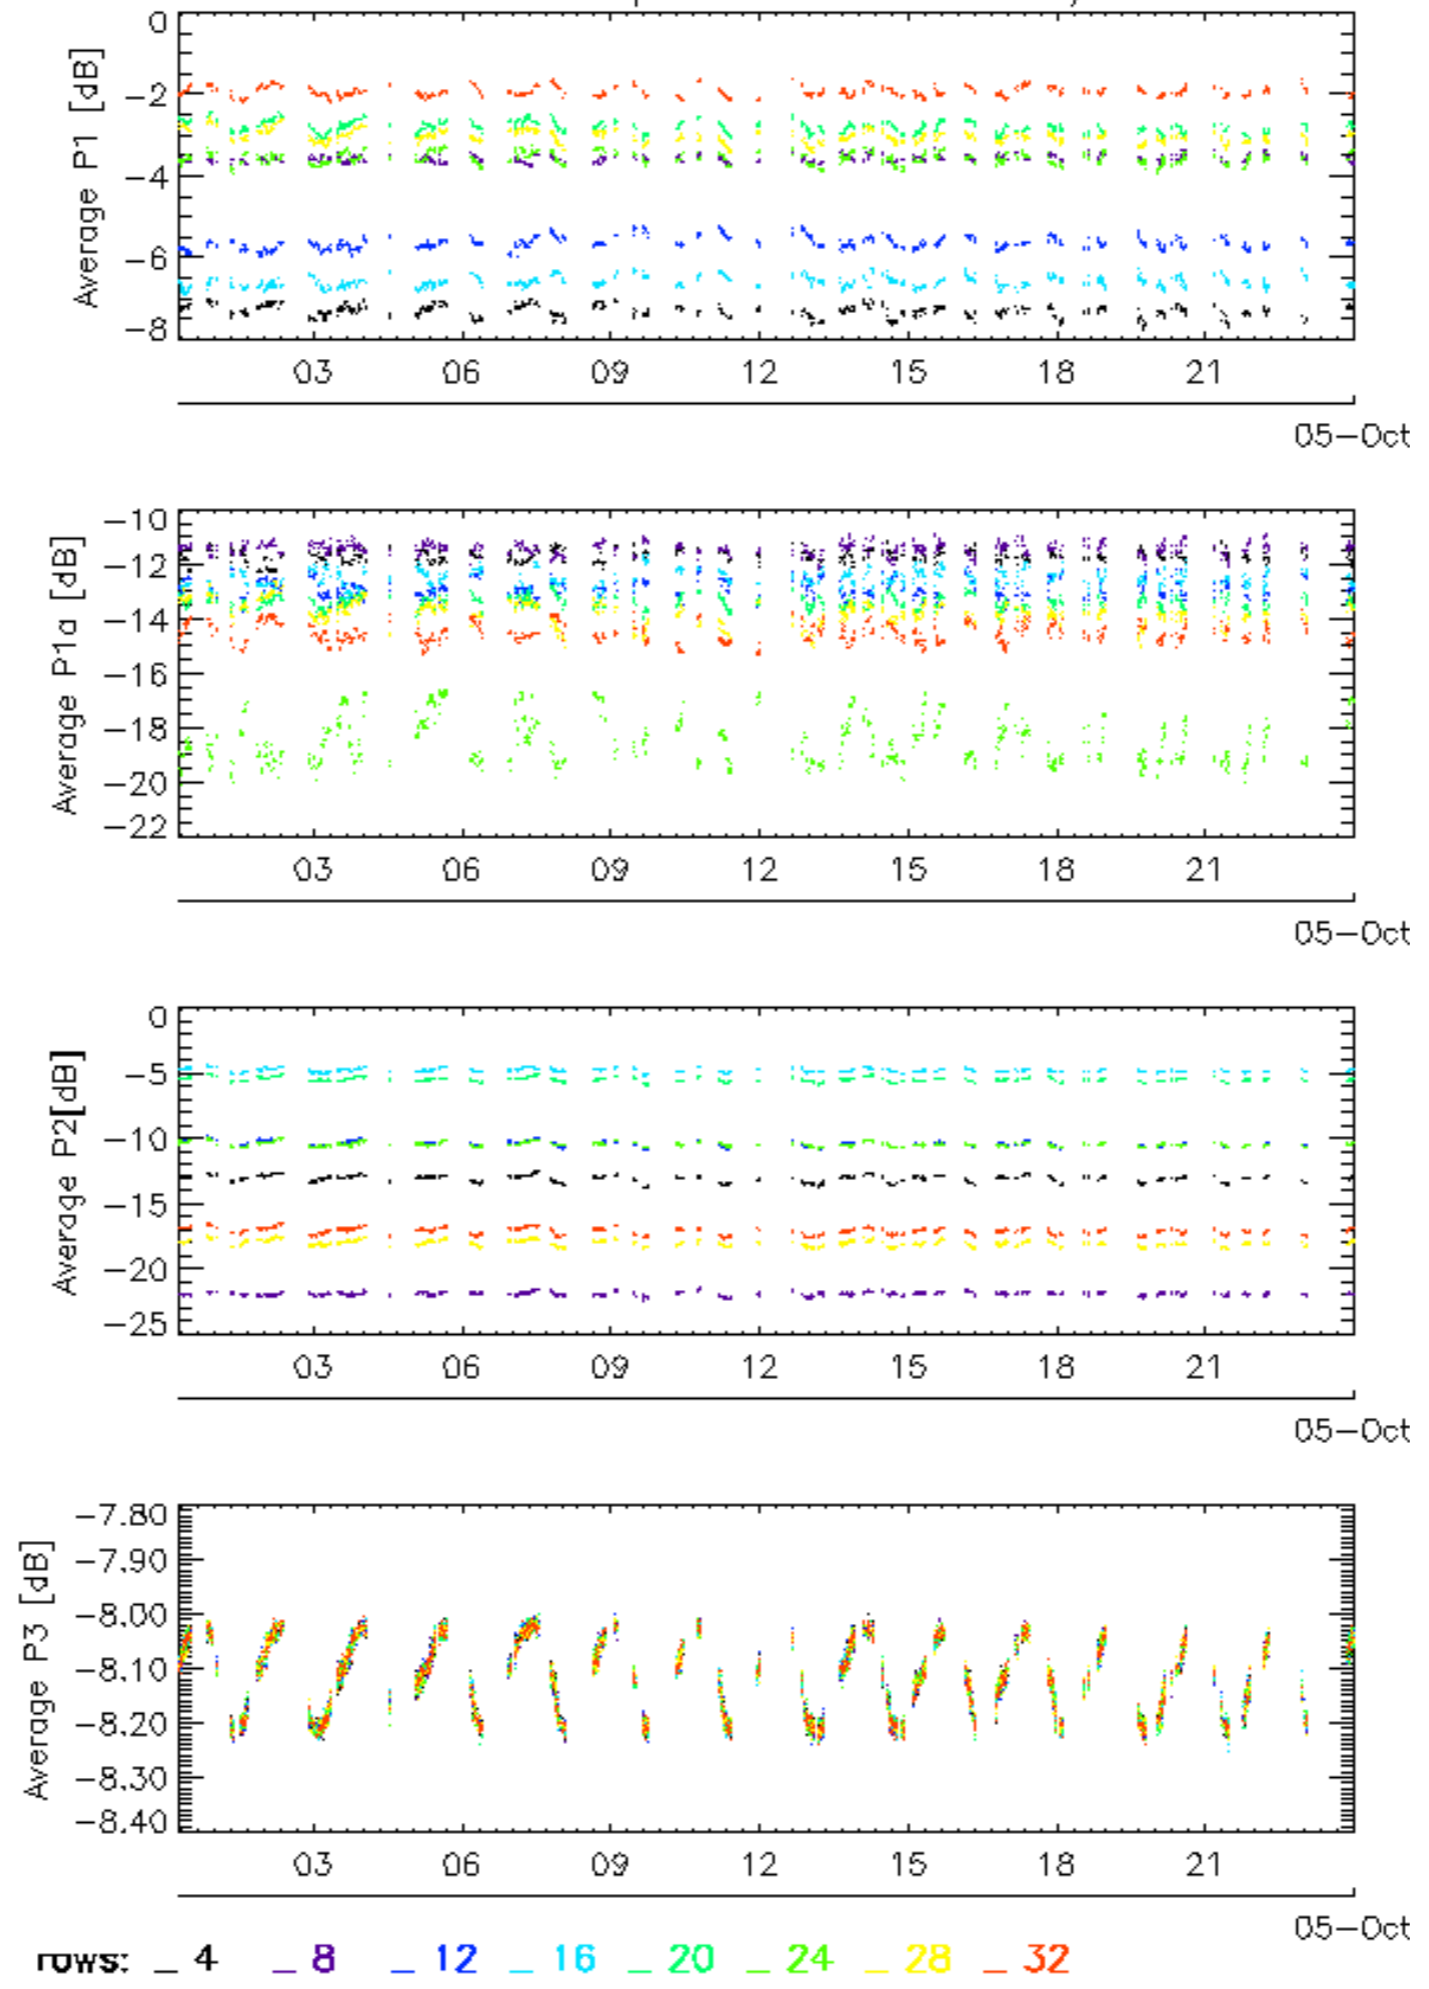 0
-2
-4
-6
-8
Average P1 [dB]
03 06 09 12 15 18 21
05-Oct
-10
-12
-14
-16
-18
-20
-22
Average P1a [dB]
03 06 09 12 15 18 21
05-Oct
0
-5
-10
-15
-20
-25
Average P2[dB]
03 06 09 12 15 18 21
05-Oct
-7.80
-7.90
-8.00
-8.10
-8.20
-8.30
-8.40
Average P3 [dB]
03 06 09 12 15 18 21
05-Oct
rows: _ 4 _ 8 _ 12 _ 16 _ 20 _ 24 _ 28 _ 32